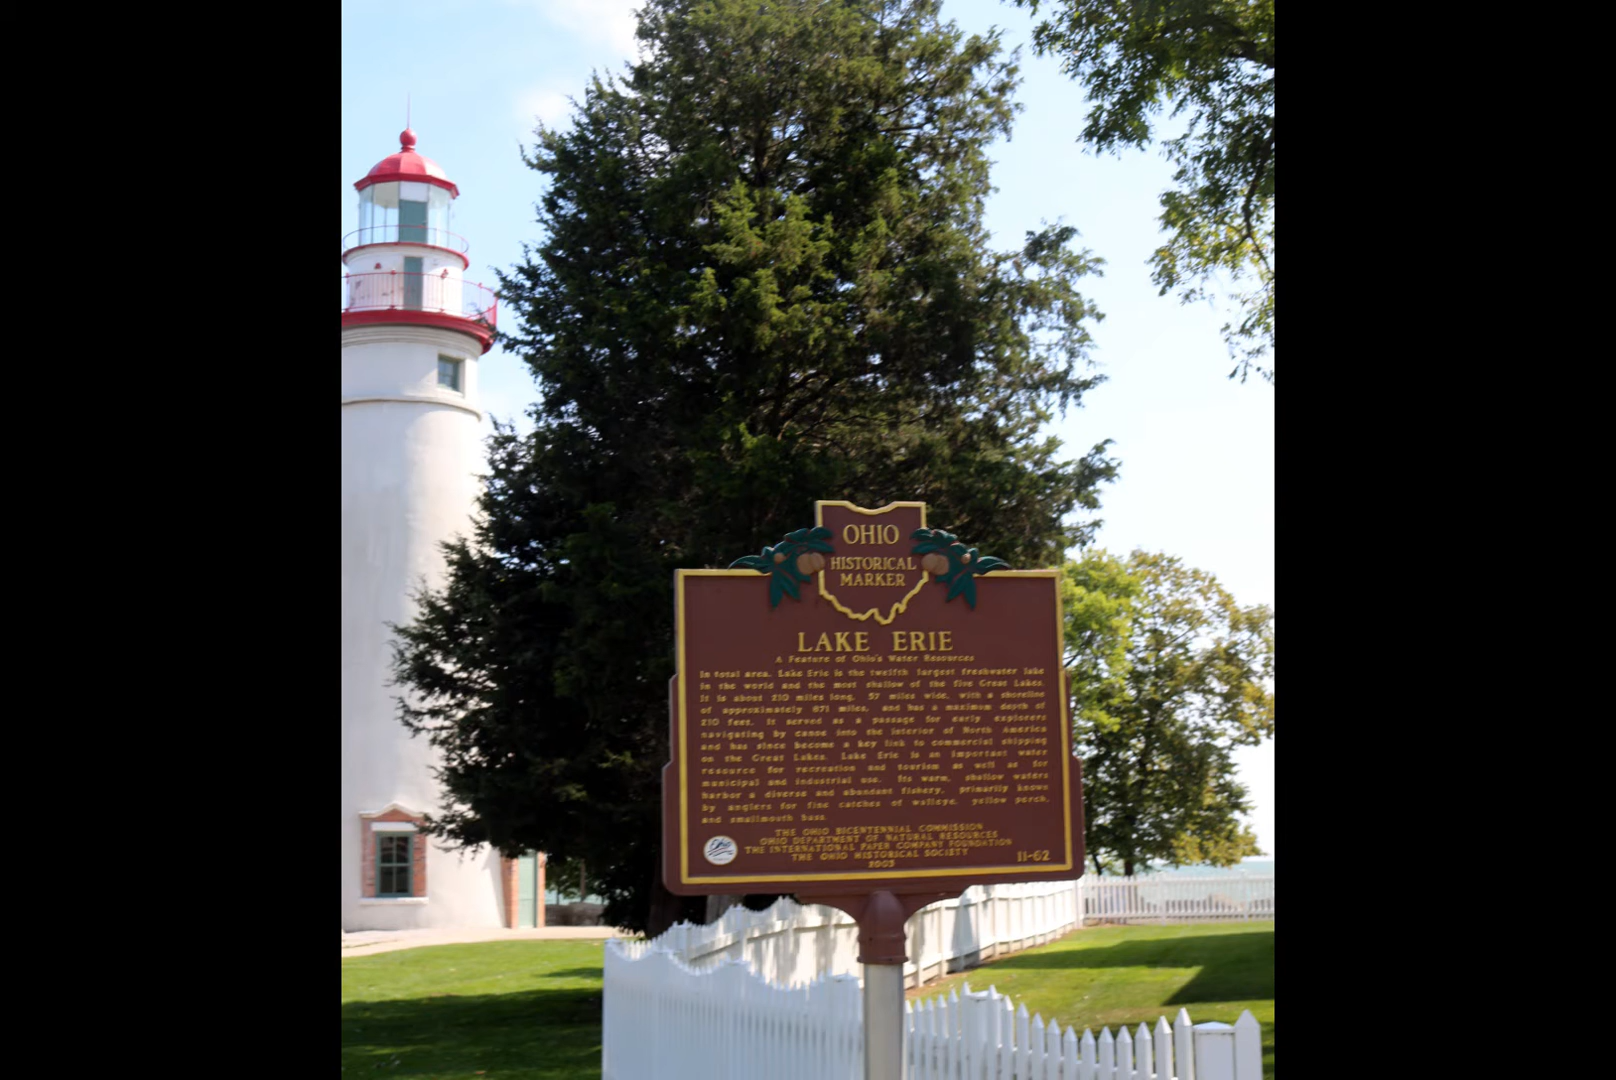 OHIO
HISTORICAL
MARKER
LAKE ERIE
A Feature of Ohio's Water Resources
In total area, Lake Erie is the twelfth largest freshwater lake
in the world and the most shallow of the five Great Lakes.
It is about 210 miles long, 57 miles wide, with a shoreline
of approximately 871 miles, and has a maximum depth of
210 feet. It served as a passage for early explorers
navigating by canoe into the interior of North America
and has since become a key link to commercial shipping
on the Great Lakes. Lake Erie is an important water
resource for recreation and tourism as well as for
municipal and industrial use. Its warm, shallow waters
harbor a diverse and abundant fishery, primarily known
by anglers for fine catches of walleye, yellow perch,
and smallmouth bass.
THE OHIO BICENTENNIAL COMMISSION
OHIO DEPARTMENT OF NATURAL RESOURCES
THE INTERNATIONAL PAPER COMPANY FOUNDATION
THE OHIO HISTORICAL SOCIETY
2003
11-62
Ohio